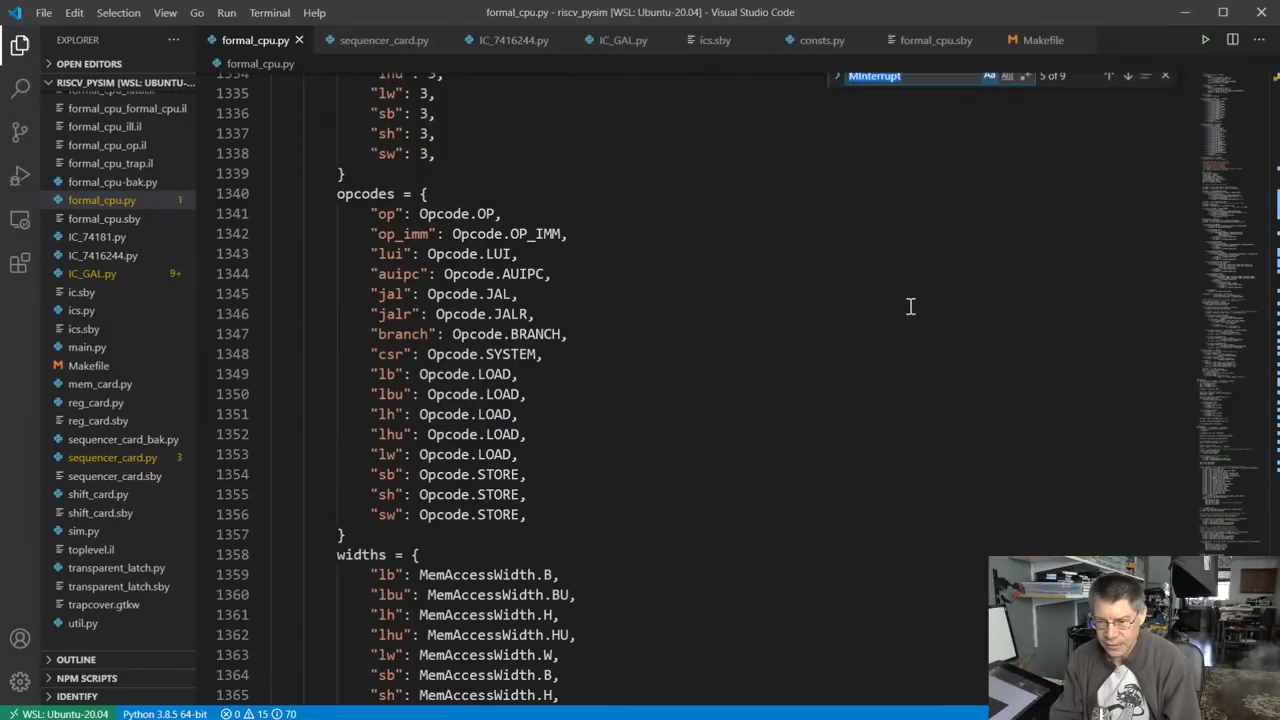 File Edit Selection View Go Run Terminal Help
formal_cpu.py - riscv_pysim [WSL: Ubuntu-20.04] - Visual Studio Code
EXPLORER
formal_cpu.py
sequencer_card.py
IC_7416244.py
IC_GAL.py
ics.sby
consts.py
formal_cpu.sby
Makefile
OPEN EDITORS
RISCV_PYSIM [WSL: UBUNTU-...
formal_cpu_formal_cpu.il
formal_cpu_ill.il
formal_cpu_op.il
formal_cpu_trap.il
formal_cpu-bak.py
formal_cpu.py 1
formal_cpu.sby
IC_74181.py
IC_7416244.py
IC_GAL.py 9+
ic.sby
ics.py
ics.sby
main.py
Makefile
mem_card.py
reg_card.py
reg_card.sby
sequencer_card_bak.py
sequencer_card.py 3
sequencer_card.sby
shift_card.py
shift_card.sby
sim.py
toplevel.il
transparent_latch.py
transparent_latch.sby
trapcover.gtkw
util.py
OUTLINE
NPM SCRIPTS
IDENTIFY
formal_cpu.py
MInterrupt Aa 5 of 9
1334 "lhu": 3,
1335 "lw": 3,
1336 "sb": 3,
1337 "sh": 3,
1338 "sw": 3,
1339 }
1340 opcodes = {
1341 "op": Opcode.OP,
1342 "op_imm": Opcode.OP_IMM,
1343 "lui": Opcode.LUI,
1344 "auipc": Opcode.AUIPC,
1345 "jal": Opcode.JAL,
1346 "jalr": Opcode.JALR,
1347 "branch": Opcode.BRANCH,
1348 "csr": Opcode.SYSTEM,
1349 "lb": Opcode.LOAD,
1350 "lbu": Opcode.LOAD,
1351 "lh": Opcode.LOAD,
1352 "lhu": Opcode.LOAD,
1353 "lw": Opcode.LOAD,
1354 "sb": Opcode.STORE,
1355 "sh": Opcode.STORE,
1356 "sw": Opcode.STORE,
1357 }
1358 widths = {
1359 "lb": MemAccessWidth.B,
1360 "lbu": MemAccessWidth.BU,
1361 "lh": MemAccessWidth.H,
1362 "lhu": MemAccessWidth.HU,
1363 "lw": MemAccessWidth.W,
1364 "sb": MemAccessWidth.B,
1365 "sh": MemAccessWidth.H,
WSL: Ubuntu-20.04 Python 3.8.5 64-bit 0 15 70